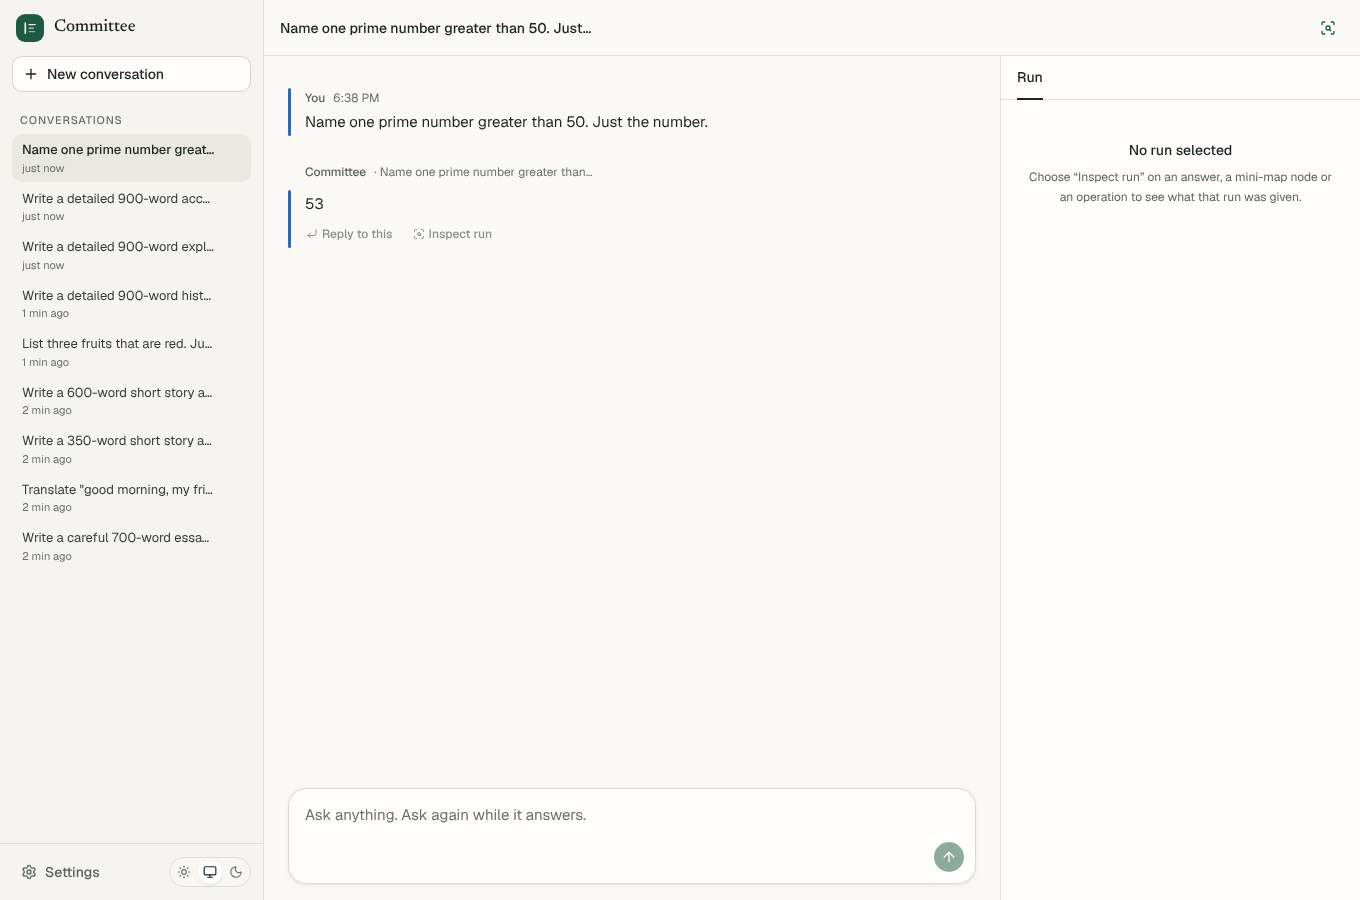 Committee
New conversation
CONVERSATIONS
Name one prime number great...
just now
Write a detailed 900-word acc...
just now
Write a detailed 900-word expl...
just now
Write a detailed 900-word hist...
1 min ago
List three fruits that are red. Ju...
1 min ago
Write a 600-word short story a...
2 min ago
Write a 350-word short story a...
2 min ago
Translate "good morning, my fri...
2 min ago
Write a careful 700-word essa...
2 min ago
Settings
Name one prime number greater than 50. Just...
You 6:38 PM
Name one prime number greater than 50. Just the number.
Committee · Name one prime number greater than...
53
Reply to this Inspect run
Ask anything. Ask again while it answers.
Run
No run selected
Choose “Inspect run” on an answer, a mini-map node or
an operation to see what that run was given.